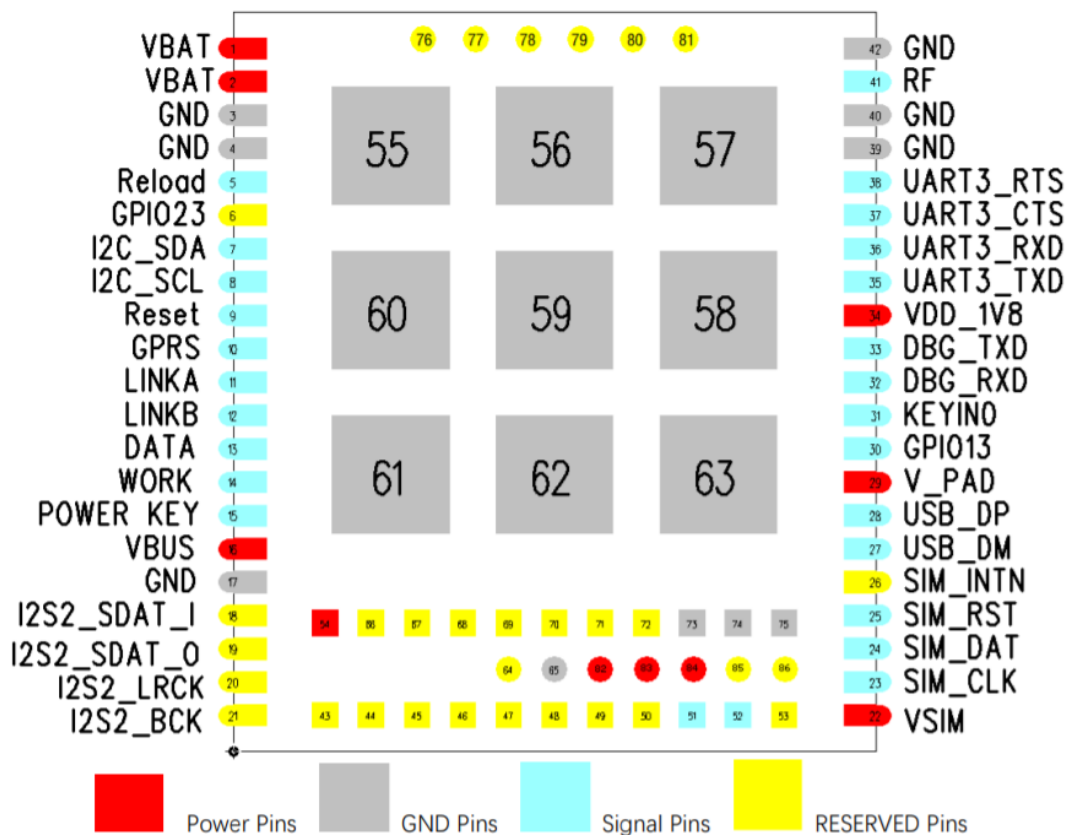 76 77 78 79 80 81
VBAT 1 42 GND
VBAT 2 41 RF
GND 3 40 GND
GND 4 39 GND
55 56 57
Reload 5 38 UART3_RTS
GPIO23 6 37 UART3_CTS
I2C_SDA 7 36 UART3_RXD
I2C_SCL 8 35 UART3_TXD
Reset 9 34 VDD_1V8
60 59 58
GPRS 10 33 DBG_TXD
LINKA 11 32 DBG_RXD
LINKB 12 31 KEYIN0
DATA 13 30 GPIO13
WORK 14 29 V_PAD
61 62 63
POWER KEY 15 28 USB_DP
VBUS 16 27 USB_DM
GND 17 26 SIM_INTN
I2S2_SDAT_I 18 25 SIM_RST
54 66 67 68 69 70 71 72 73 74 75
I2S2_SDAT_O 19 24 SIM_DAT
64 65 82 83 84 85 86
I2S2_LRCK 20 23 SIM_CLK
I2S2_BCK 21 22 VSIM
43 44 45 46 47 48 49 50 51 52 53
Power Pins GND Pins Signal Pins RESERVED Pins